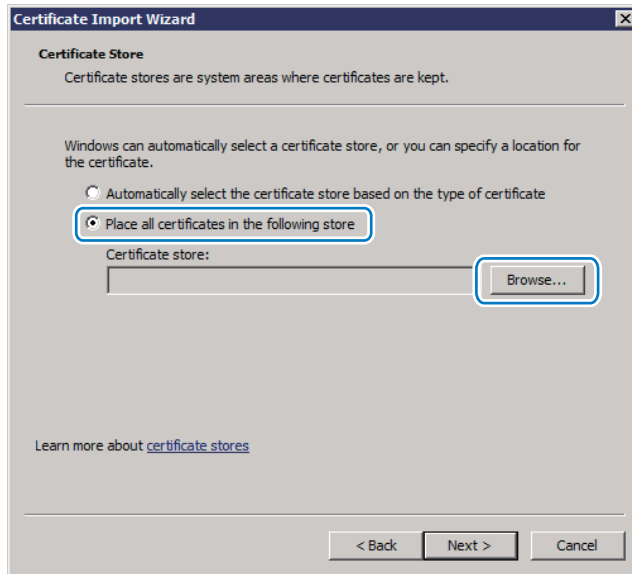 Certificate Import Wizard
Certificate Store
Certificate stores are system areas where certificates are kept.
Windows can automatically select a certificate store, or you can specify a location for
the certificate.
Automatically select the certificate store based on the type of certificate
Place all certificates in the following store
Certificate store:
Browse...
Learn more about certificate stores
< Back Next > Cancel